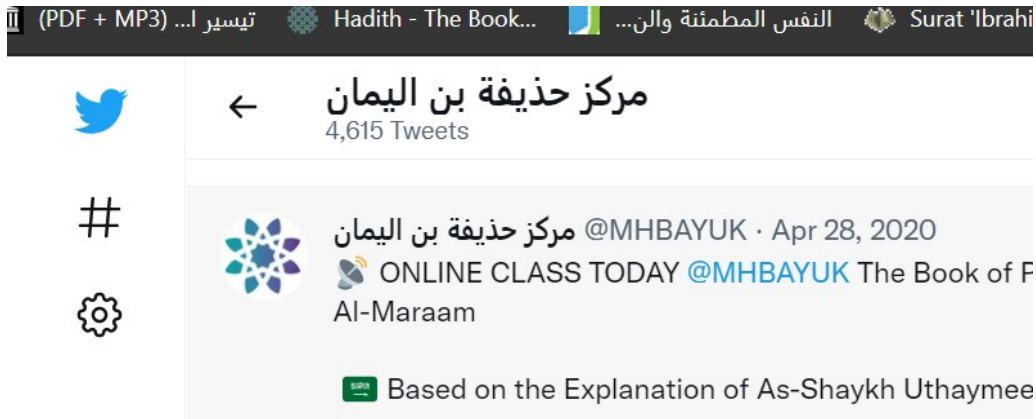 (PDF + MP3) تيسير ا... Hadith - The Book... النفس المطمئنة والن... Surat 'Ibrahi
مركز حذيفة بن اليمان
4,615 Tweets
مركز حذيفة بن اليمان @MHBAYUK · Apr 28, 2020
📡 ONLINE CLASS TODAY @MHBAYUK The Book of P
Al-Maraam
🇸🇦 Based on the Explanation of As-Shaykh Uthaymee